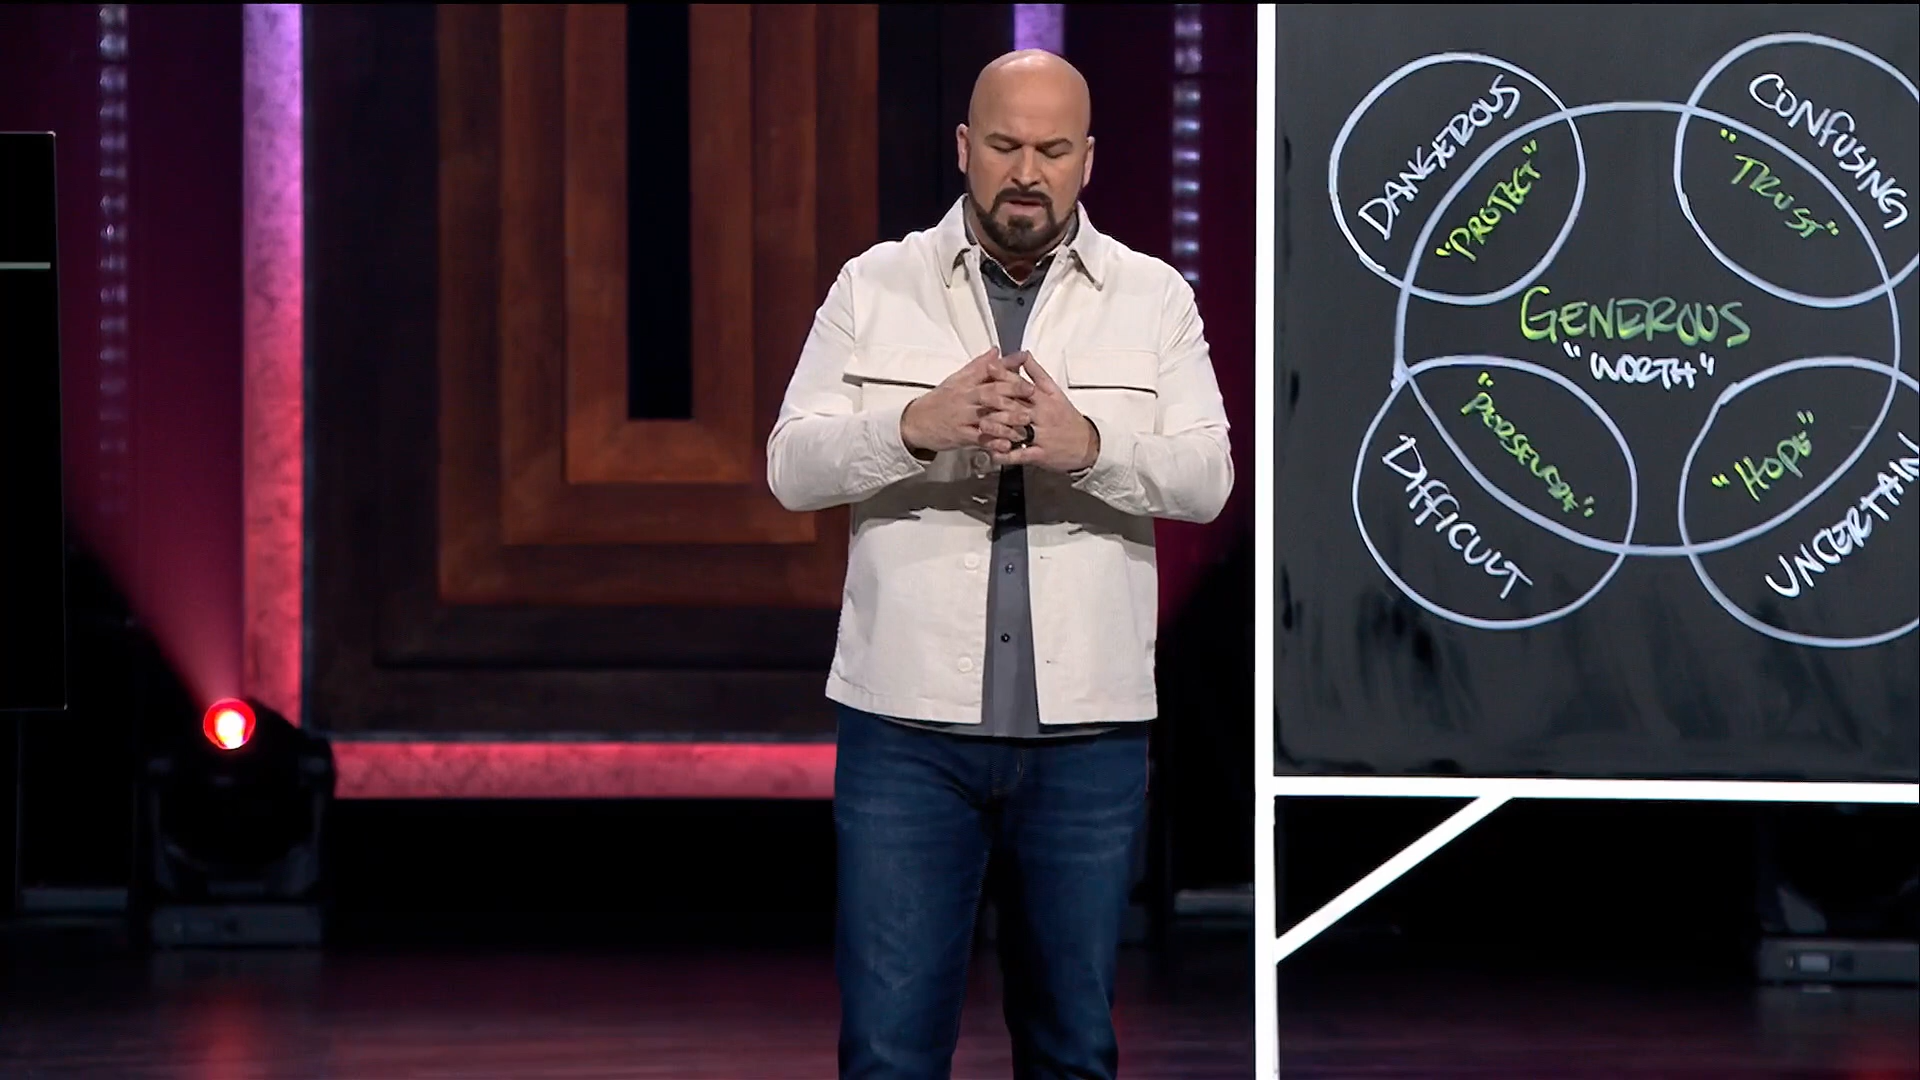 DANGEROUS
"PROTECT"
CONFUSING
"TRUST"
GENEROUS
"WORTH"
"PERSEVERE"
DIFFICULT
"HOPE"
UNCERTAIN